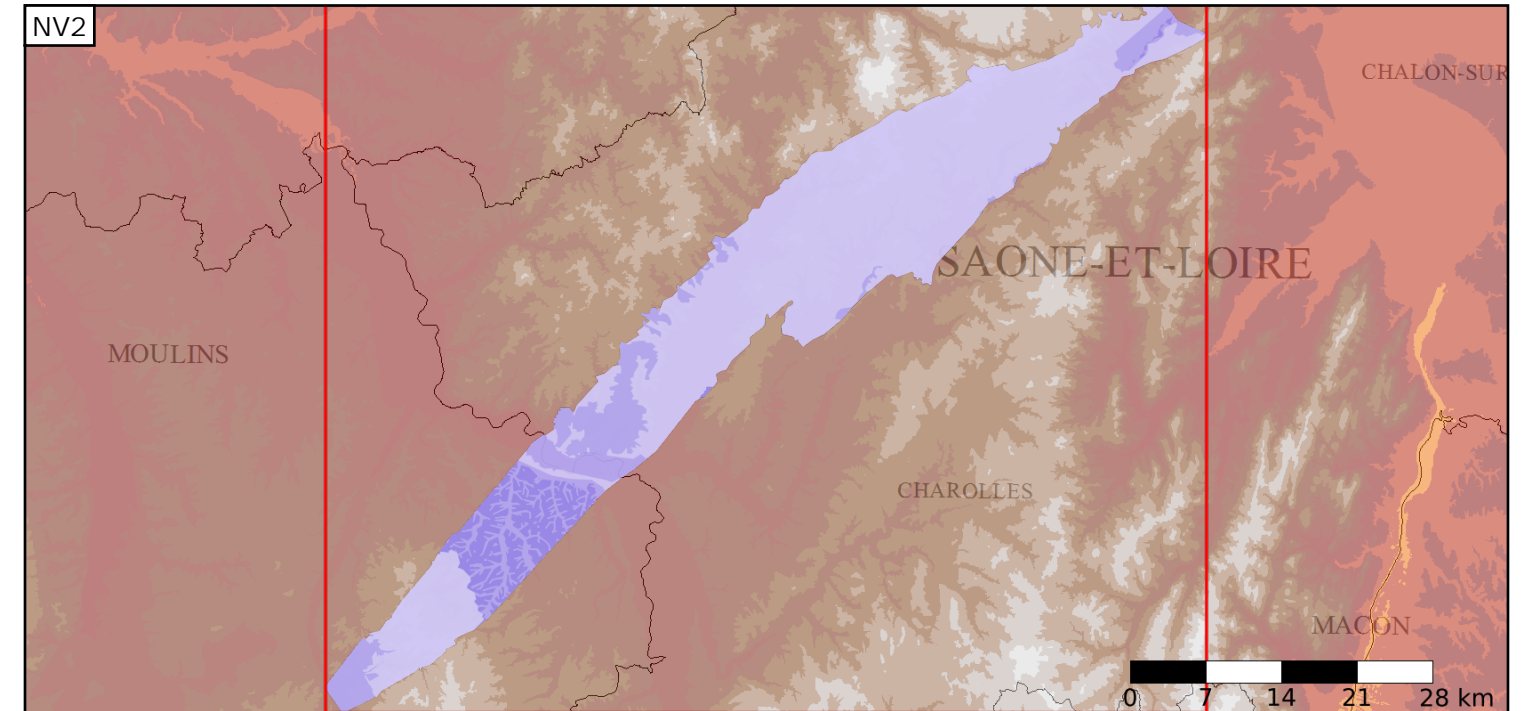 NV2
CHALON-SUR
SAONE-ET-LOIRE
MOULINS
CHAROLLES
MACON
0 7 14 21 28 km